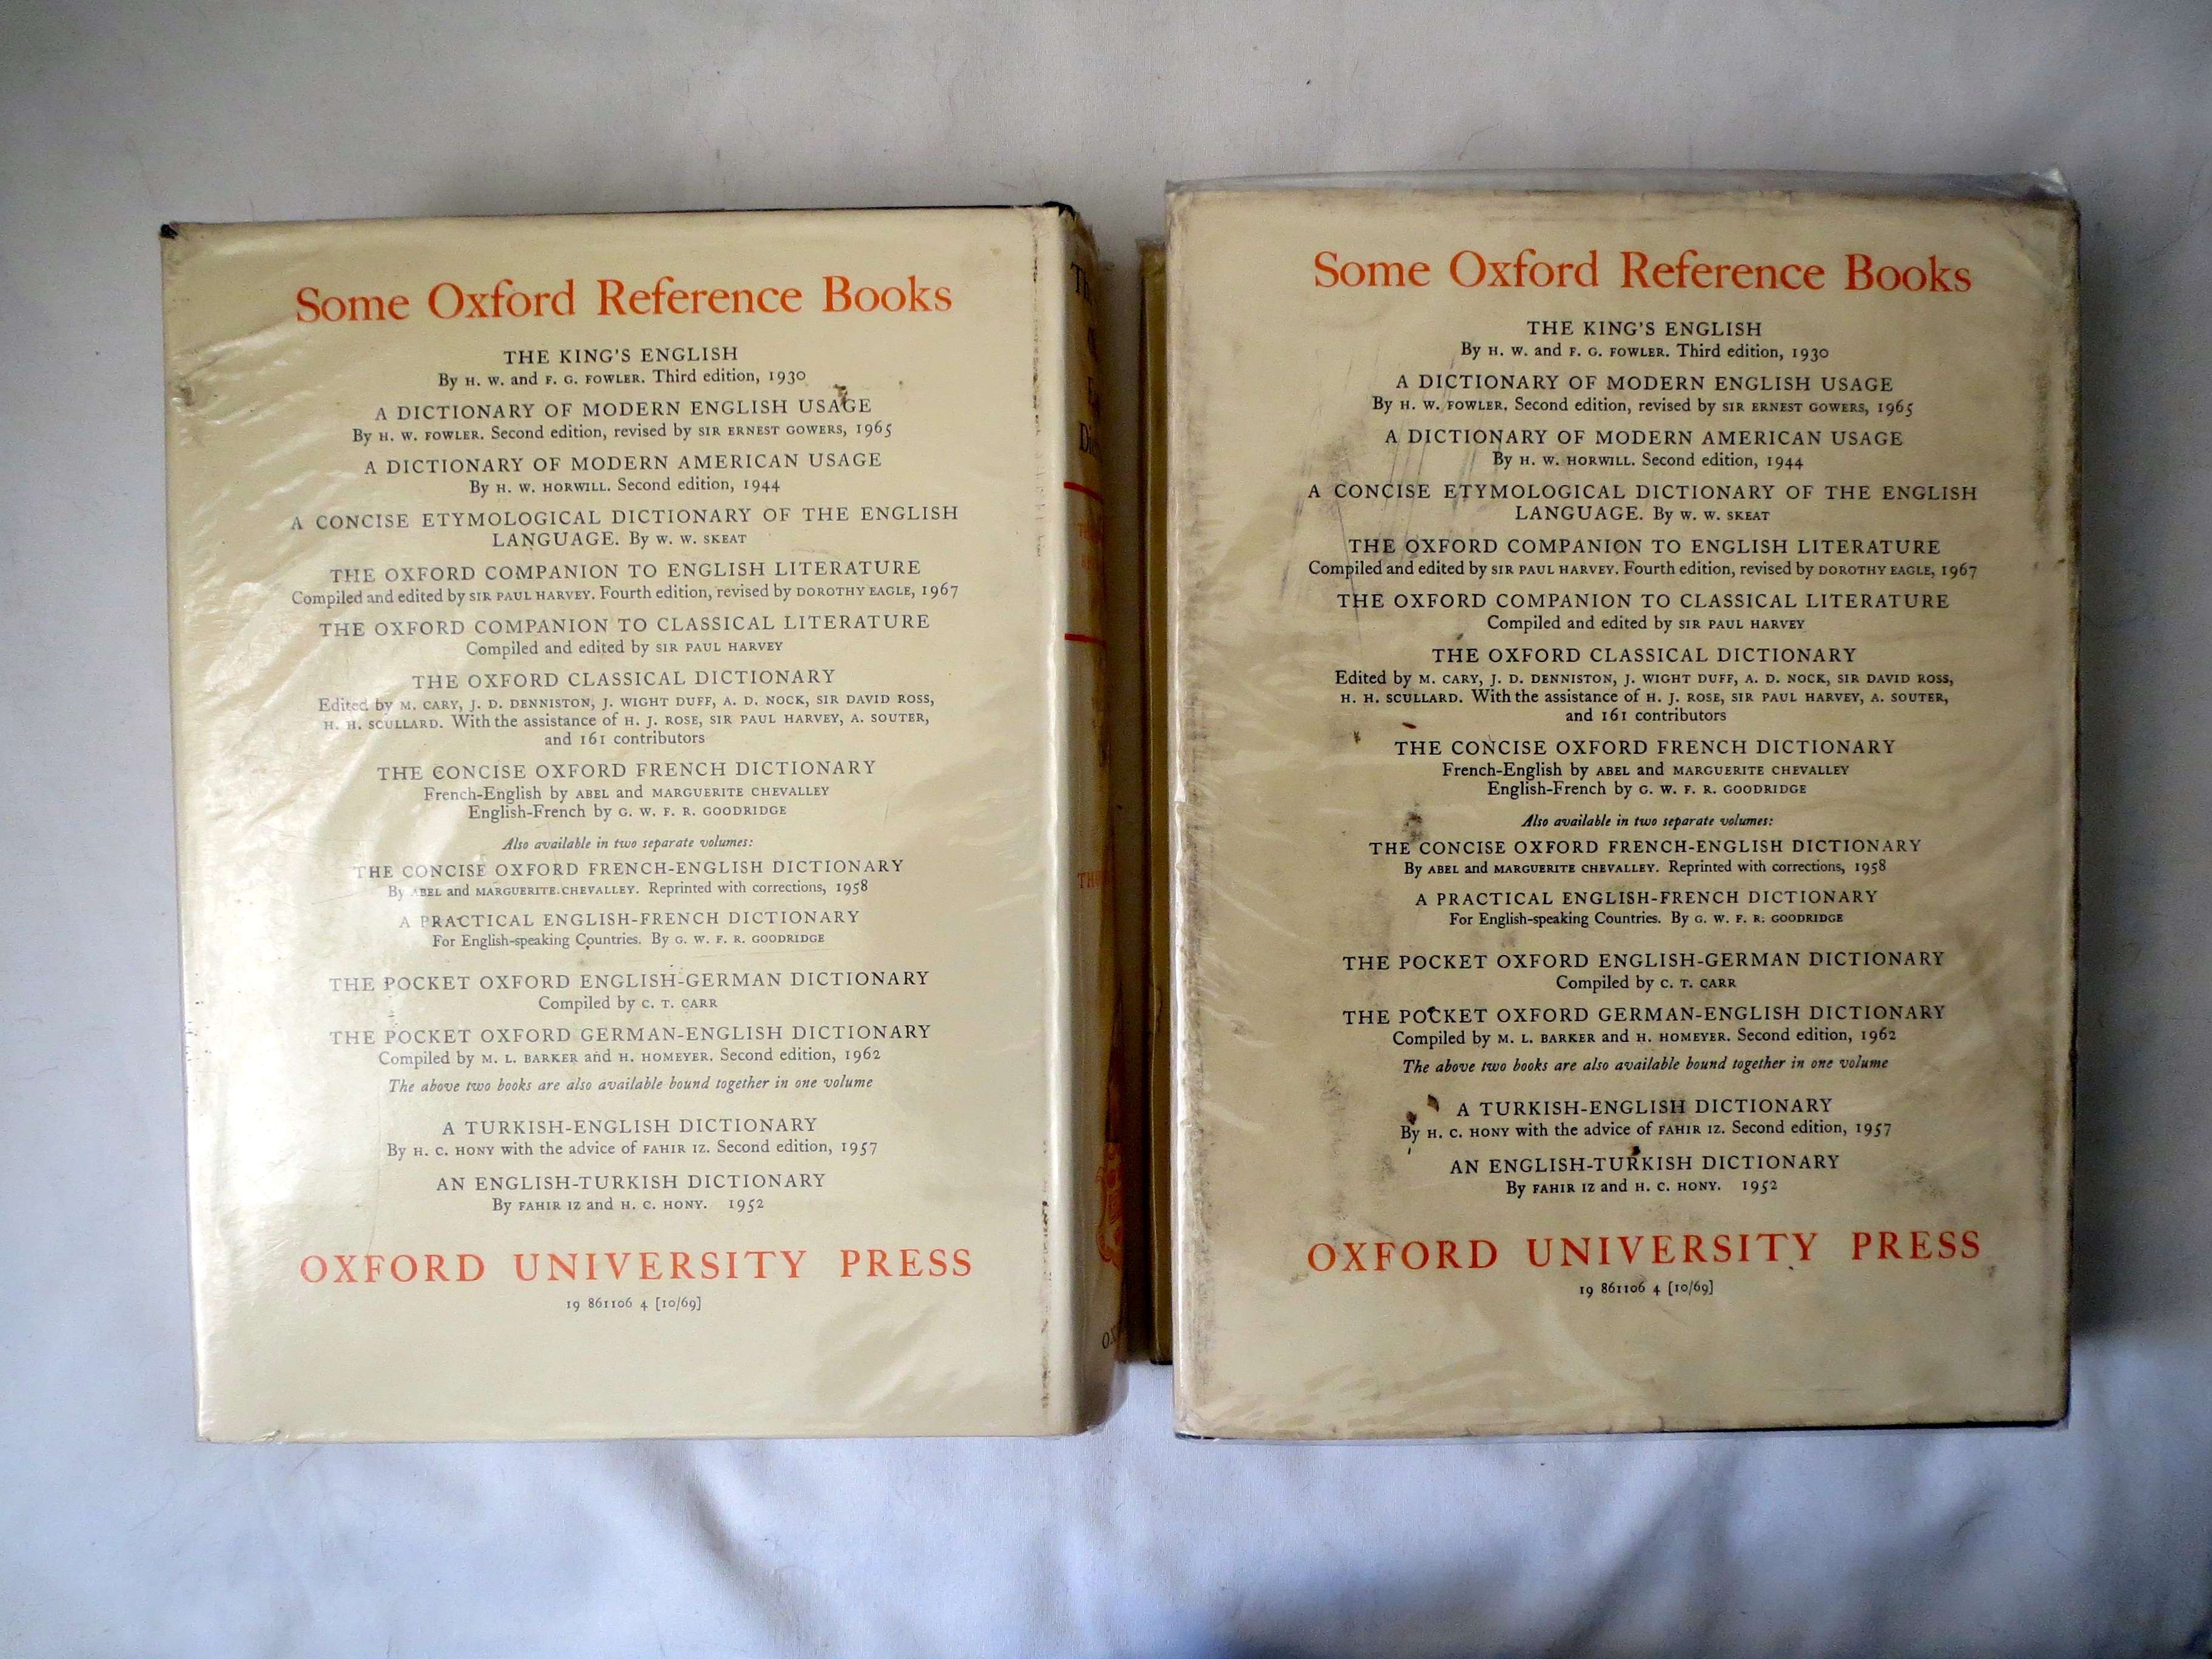 Some Oxford Reference Books
THE KING'S ENGLISH
By H. W. and F. G. FOWLER. Third edition, 1930
A DICTIONARY OF MODERN ENGLISH USAGE
By H. W. FOWLER. Second edition, revised by SIR ERNEST GOWERS, 1965
A DICTIONARY OF MODERN AMERICAN USAGE
By H. W. HORWILL. Second edition, 1944
A CONCISE ETYMOLOGICAL DICTIONARY OF THE ENGLISH
LANGUAGE. By W. W. SKEAT
THE OXFORD COMPANION TO ENGLISH LITERATURE
Compiled and edited by SIR PAUL HARVEY. Fourth edition, revised by DOROTHY EAGLE, 1967
THE OXFORD COMPANION TO CLASSICAL LITERATURE
Compiled and edited by SIR PAUL HARVEY
THE OXFORD CLASSICAL DICTIONARY
Edited by M. CARY, J. D. DENNISTON, J. WIGHT DUFF, A. D. NOCK, SIR DAVID ROSS,
H. H. SCULLARD. With the assistance of H. J. ROSE, SIR PAUL HARVEY, A. SOUTER,
and 161 contributors
THE CONCISE OXFORD FRENCH DICTIONARY
French-English by ABEL and MARGUERITE CHEVALLEY
English-French by G. W. F. R. GOODRIDGE
Also available in two separate volumes:
THE CONCISE OXFORD FRENCH-ENGLISH DICTIONARY
By ABEL and MARGUERITE CHEVALLEY. Reprinted with corrections, 1958
A PRACTICAL ENGLISH-FRENCH DICTIONARY
For English-speaking Countries. By G. W. F. R. GOODRIDGE
THE POCKET OXFORD ENGLISH-GERMAN DICTIONARY
Compiled by C. T. CARR
THE POCKET OXFORD GERMAN-ENGLISH DICTIONARY
Compiled by M. L. BARKER and H. HOMEYER. Second edition, 1962
The above two books are also available bound together in one volume
A TURKISH-ENGLISH DICTIONARY
By H. C. HONY with the advice of FAHIR IZ. Second edition, 1957
AN ENGLISH-TURKISH DICTIONARY
By FAHIR IZ and H. C. HONY. 1952
OXFORD UNIVERSITY PRESS
19 861106 4 [10/69]
Some Oxford Reference Books
THE KING'S ENGLISH
By H. W. and F. G. FOWLER. Third edition, 1930
A DICTIONARY OF MODERN ENGLISH USAGE
By H. W. FOWLER. Second edition, revised by SIR ERNEST GOWERS, 1965
A DICTIONARY OF MODERN AMERICAN USAGE
By H. W. HORWILL. Second edition, 1944
A CONCISE ETYMOLOGICAL DICTIONARY OF THE ENGLISH
LANGUAGE. By W. W. SKEAT
THE OXFORD COMPANION TO ENGLISH LITERATURE
Compiled and edited by SIR PAUL HARVEY. Fourth edition, revised by DOROTHY EAGLE, 1967
THE OXFORD COMPANION TO CLASSICAL LITERATURE
Compiled and edited by SIR PAUL HARVEY
THE OXFORD CLASSICAL DICTIONARY
Edited by M. CARY, J. D. DENNISTON, J. WIGHT DUFF, A. D. NOCK, SIR DAVID ROSS,
H. H. SCULLARD. With the assistance of H. J. ROSE, SIR PAUL HARVEY, A. SOUTER,
and 161 contributors
THE CONCISE OXFORD FRENCH DICTIONARY
French-English by ABEL and MARGUERITE CHEVALLEY
English-French by G. W. F. R. GOODRIDGE
Also available in two separate volumes:
THE CONCISE OXFORD FRENCH-ENGLISH DICTIONARY
By ABEL and MARGUERITE CHEVALLEY. Reprinted with corrections, 1958
A PRACTICAL ENGLISH-FRENCH DICTIONARY
For English-speaking Countries. By G. W. F. R. GOODRIDGE
THE POCKET OXFORD ENGLISH-GERMAN DICTIONARY
Compiled by C. T. CARR
THE POCKET OXFORD GERMAN-ENGLISH DICTIONARY
Compiled by M. L. BARKER and H. HOMEYER. Second edition, 1962
The above two books are also available bound together in one volume
A TURKISH-ENGLISH DICTIONARY
By H. C. HONY with the advice of FAHIR IZ. Second edition, 1957
AN ENGLISH-TURKISH DICTIONARY
By FAHIR IZ and H. C. HONY. 1952
OXFORD UNIVERSITY PRESS
19 861106 4 [10/69]